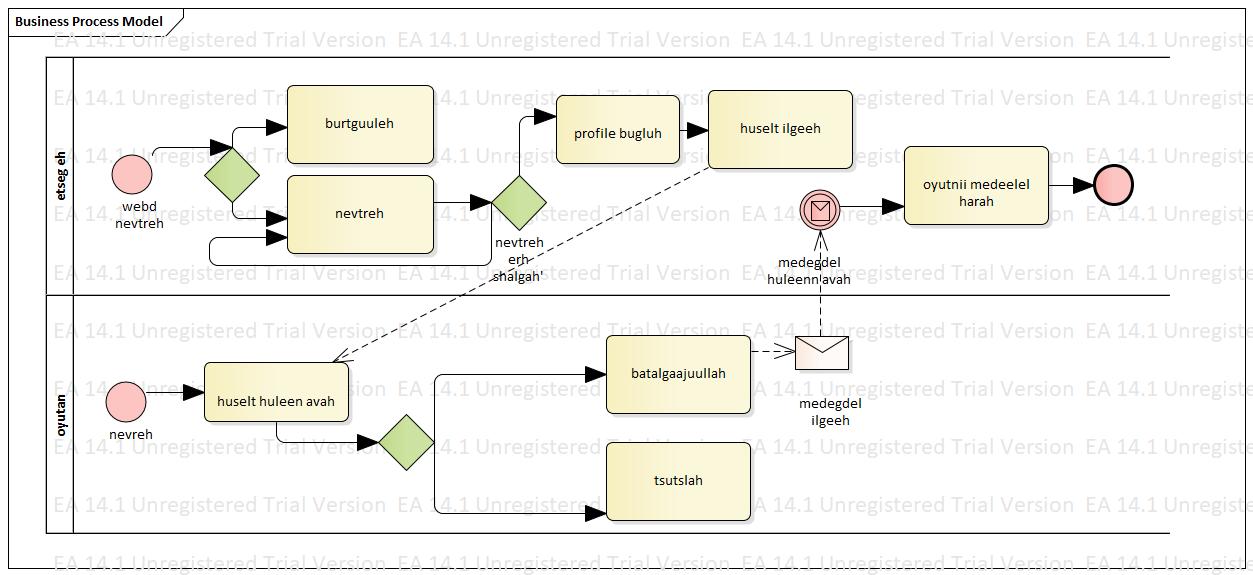 Business Process Model
EA 14.1 Unregistered Trial Version EA 14.1 Unregistered Trial Version EA 14.1 Unregistered Trial Version EA 14.1 Unregiste
etseg eh
webd
nevtreh
burtguuleh
nevtreh
nevtreh
erh
shalgah'
profile bugluh
huselt ilgeeh
medegdel
huleenn avah
oyutnii medeelel
harah
oyutan
nevreh
huselt huleen avah
batalgaajuullah
tsutslah
medegdel
ilgeeh